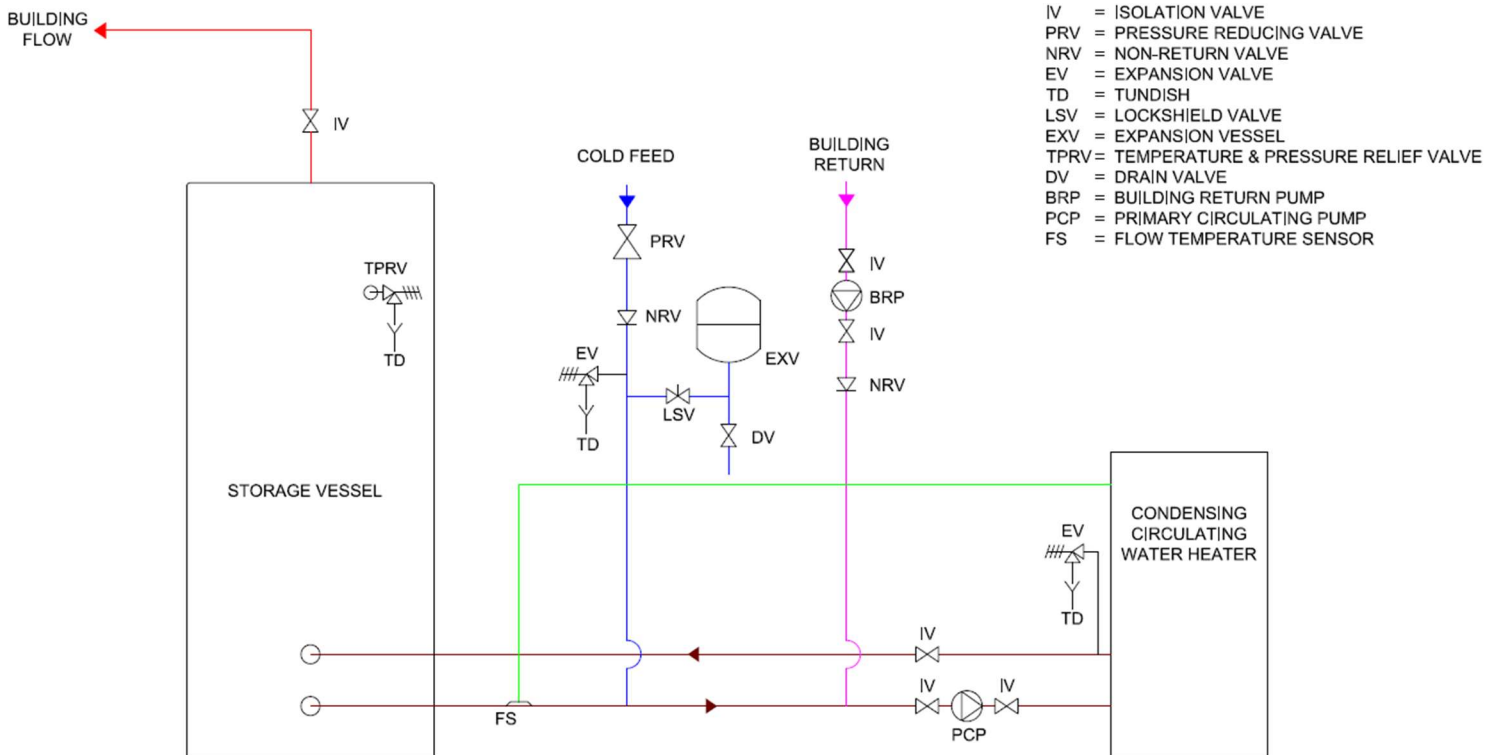 BUILDING
FLOW
IV
IV = ISOLATION VALVE
PRV = PRESSURE REDUCING VALVE
NRV = NON-RETURN VALVE
EV = EXPANSION VALVE
TD = TUNDISH
LSV = LOCKSHIELD VALVE
EXV = EXPANSION VESSEL
TPRV = TEMPERATURE & PRESSURE RELIEF VALVE
DV = DRAIN VALVE
BRP = BUILDING RETURN PUMP
PCP = PRIMARY CIRCULATING PUMP
FS = FLOW TEMPERATURE SENSOR
COLD FEED
BUILDING
RETURN
PRV
IV
TPRV
BRP
NRV
IV
EV
EXV
TD
NRV
LSV
TD
DV
STORAGE VESSEL
CONDENSING
CIRCULATING
WATER HEATER
EV
TD
IV
IV
IV
FS
PCP